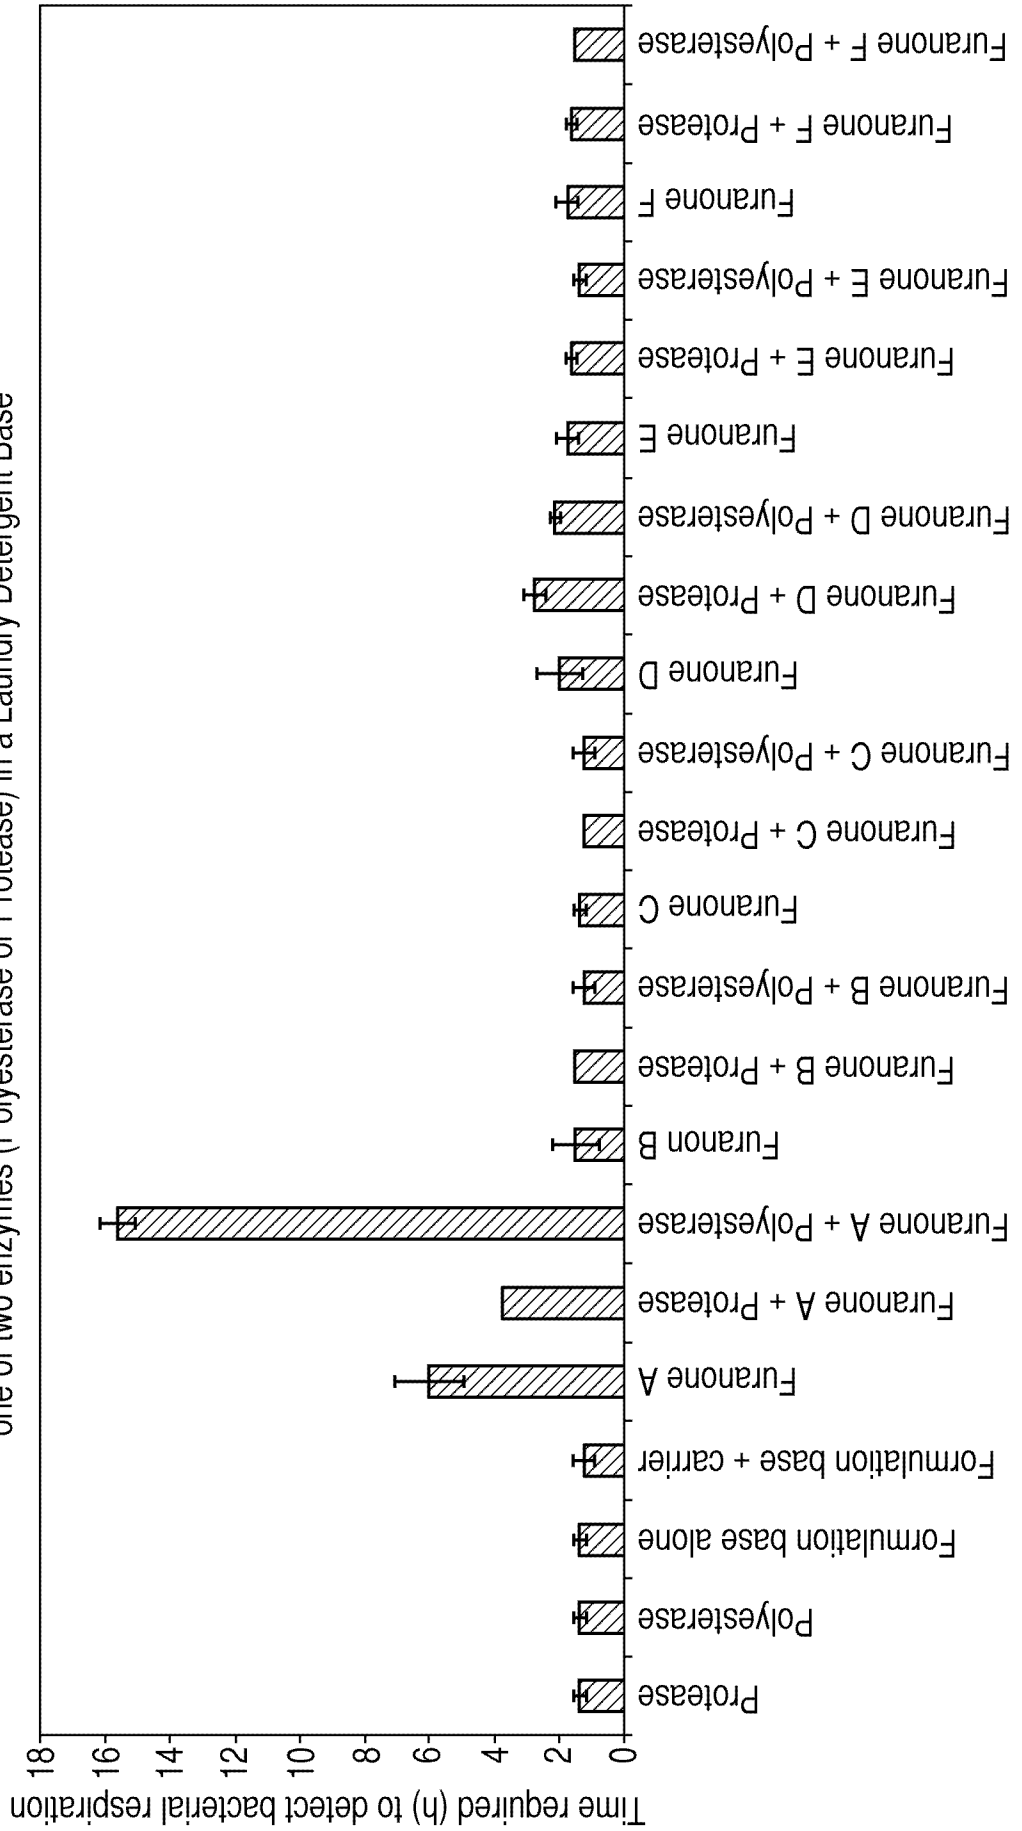 one of two enzymes (Polyesterase or Protease) in a Laundry Detergent Base
Time required (h) to detect bacterial respiration
18
16
14
12
10
8
6
4
2
0
Protease
Polyesterase
Formulation base alone
Formulation base + carrier
Furanone A
Furanone A + Protease
Furanone A + Polyesterase
Furanon B
Furanone B + Protease
Furanone B + Polyesterase
Furanone C
Furanone C + Protease
Furanone C + Polyesterase
Furanone D
Furanone D + Protease
Furanone D + Polyesterase
Furanone E
Furanone E + Protease
Furanone E + Polyesterase
Furanone F
Furanone F + Protease
Furanone F + Polyesterase